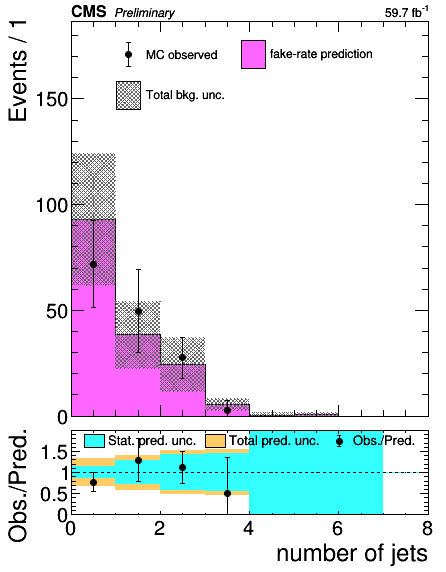 CMS Preliminary 59.7 fb⁻¹
Events / 1
MC observed
fake-rate prediction
Total bkg. unc.
150
100
50
0
Obs./Pred.
Stat. pred. unc.
Total pred. unc.
Obs./Pred.
1.5
1
0.5
0
0 2 4 6 8
number of jets